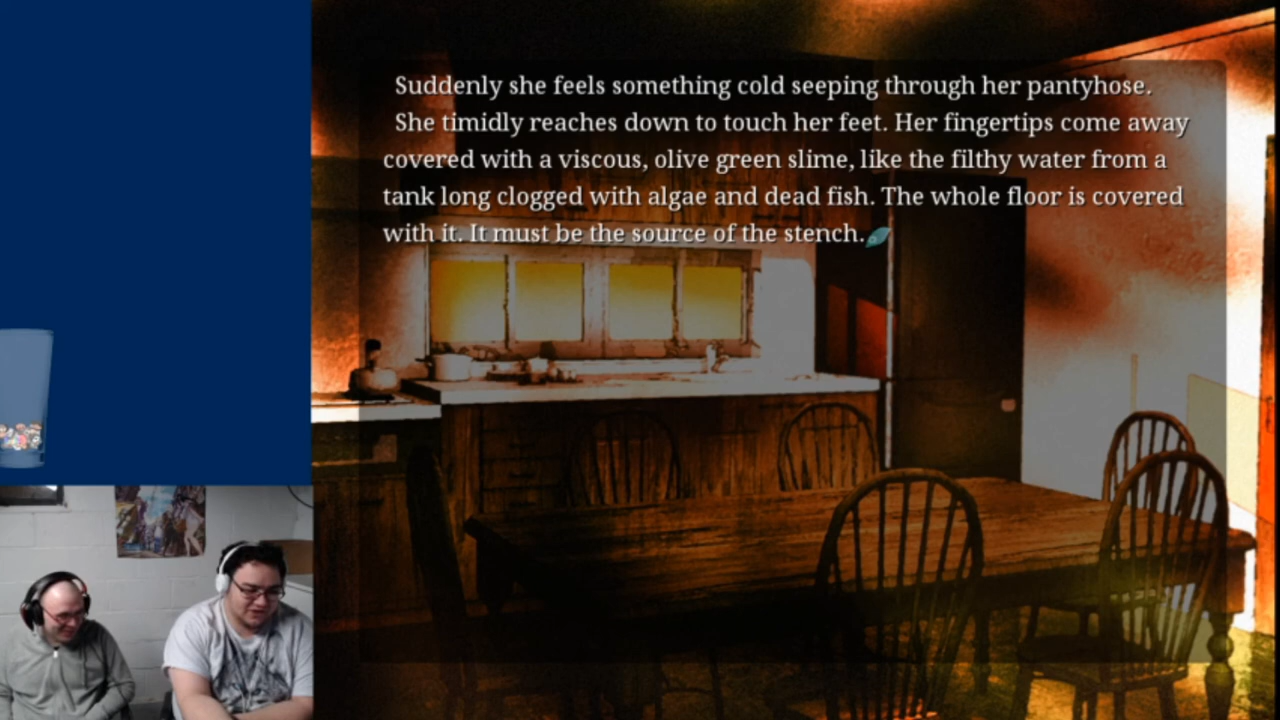 Suddenly she feels something cold seeping through her pantyhose.
She timidly reaches down to touch her feet. Her fingertips come away
covered with a viscous, olive green slime, like the filthy water from a
tank long clogged with algae and dead fish. The whole floor is covered
with it. It must be the source of the stench.